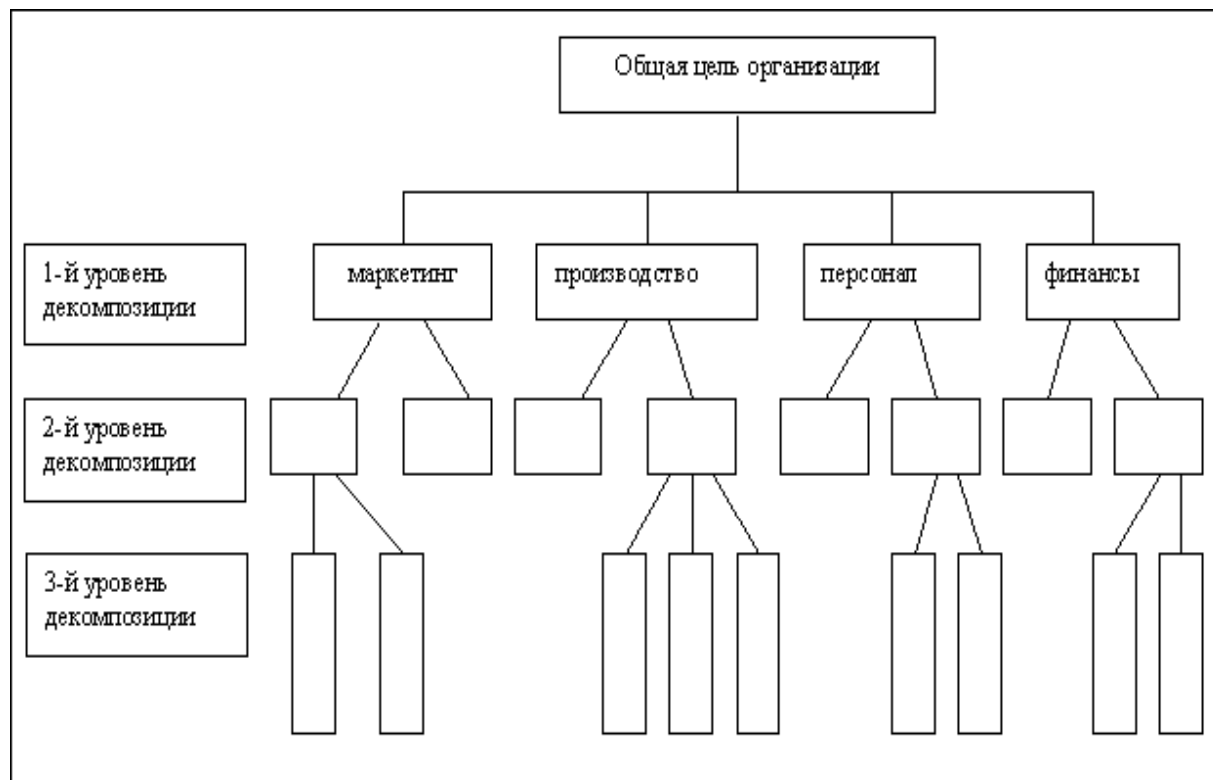 Общая цель организации
1-й уровень
декомпозиции
маркетинг
производство
персонал
финансы
2-й уровень
декомпозиции
3-й уровень
декомпозиции